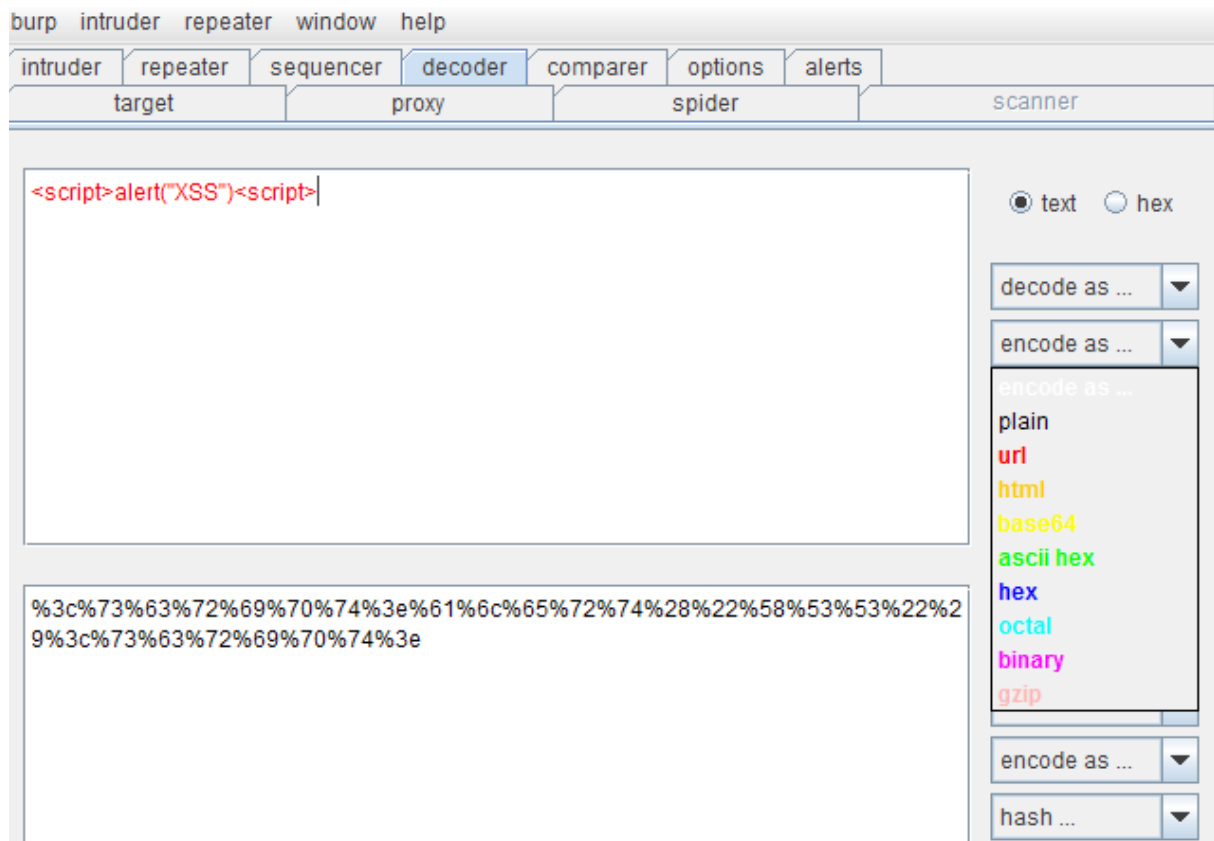 burp intruder repeater window help
intruder repeater sequencer decoder comparer options alerts
target proxy spider scanner
<script>alert("XSS")<script>
text hex
decode as ...
encode as ...
encode as ...
plain
url
html
base64
ascii hex
hex
octal
binary
gzip
%3c%73%63%72%69%70%74%3e%61%6c%65%72%74%28%22%58%53%53%22%2
9%3c%73%63%72%69%70%74%3e
encode as ...
hash ...